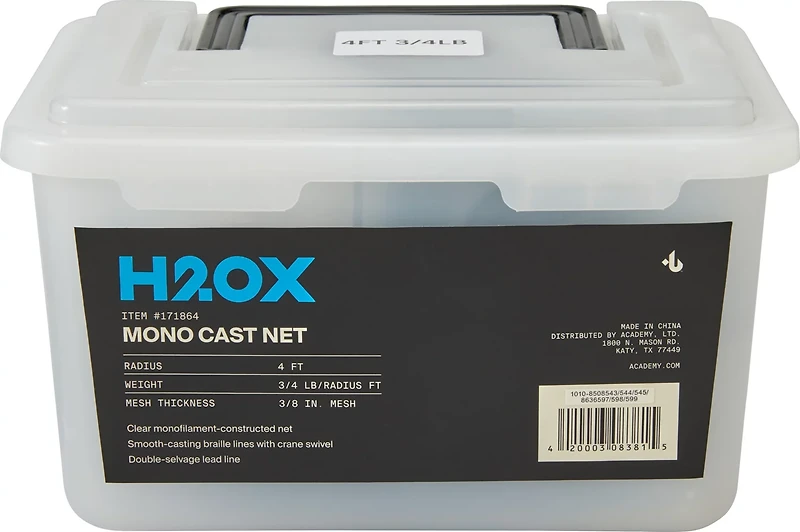 4FT 3/4LB
H2OX
ITEM #171864
MONO CAST NET
RADIUS 4 FT
WEIGHT 3/4 LB/RADIUS FT
MESH THICKNESS 3/8 IN. MESH
Clear monofilament-constructed net
Smooth-casting braille lines with crane swivel
Double-selvage lead line
MADE IN CHINA
DISTRIBUTED BY ACADEMY, LTD.
1800 N. MASON RD.
KATY, TX 77449
ACADEMY.COM
1010-8508543/544/545/
8636597/598/599
4 20003 08381 5